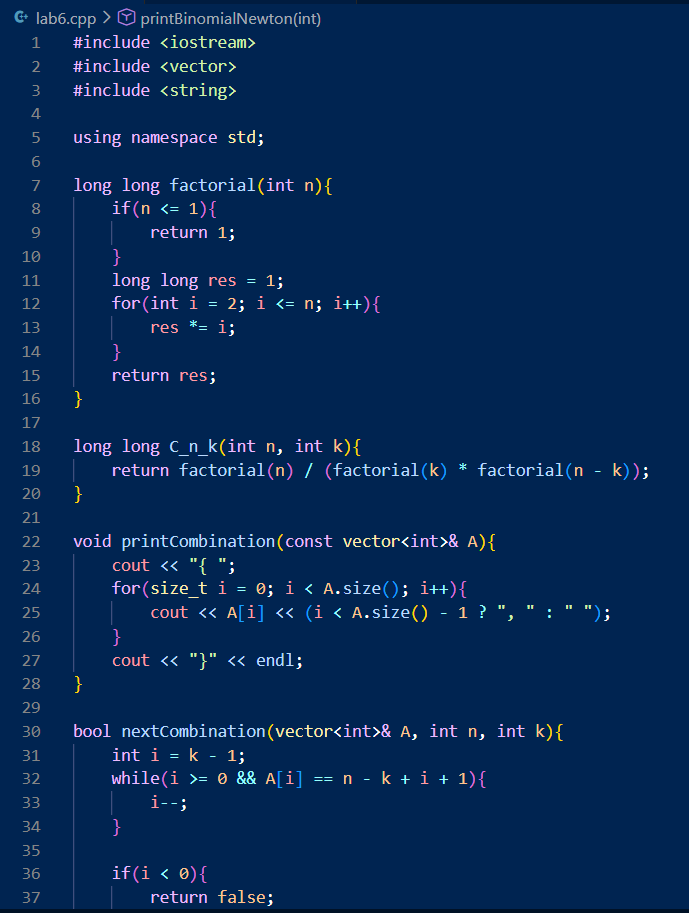 lab6.cpp > printBinomialNewton(int)
1 #include <iostream>
2 #include <vector>
3 #include <string>
4
5 using namespace std;
6
7 long long factorial(int n){
8     if(n <= 1){
9         return 1;
10     }
11     long long res = 1;
12     for(int i = 2; i <= n; i++){
13         res *= i;
14     }
15     return res;
16 }
17
18 long long C_n_k(int n, int k){
19     return factorial(n) / (factorial(k) * factorial(n - k));
20 }
21
22 void printCombination(const vector<int>& A){
23     cout << "{ ";
24     for(size_t i = 0; i < A.size(); i++){
25         cout << A[i] << (i < A.size() - 1 ? ", " : " ");
26     }
27     cout << "}" << endl;
28 }
29
30 bool nextCombination(vector<int>& A, int n, int k){
31     int i = k - 1;
32     while(i >= 0 && A[i] == n - k + i + 1){
33         i--;
34     }
35
36     if(i < 0){
37         return false;